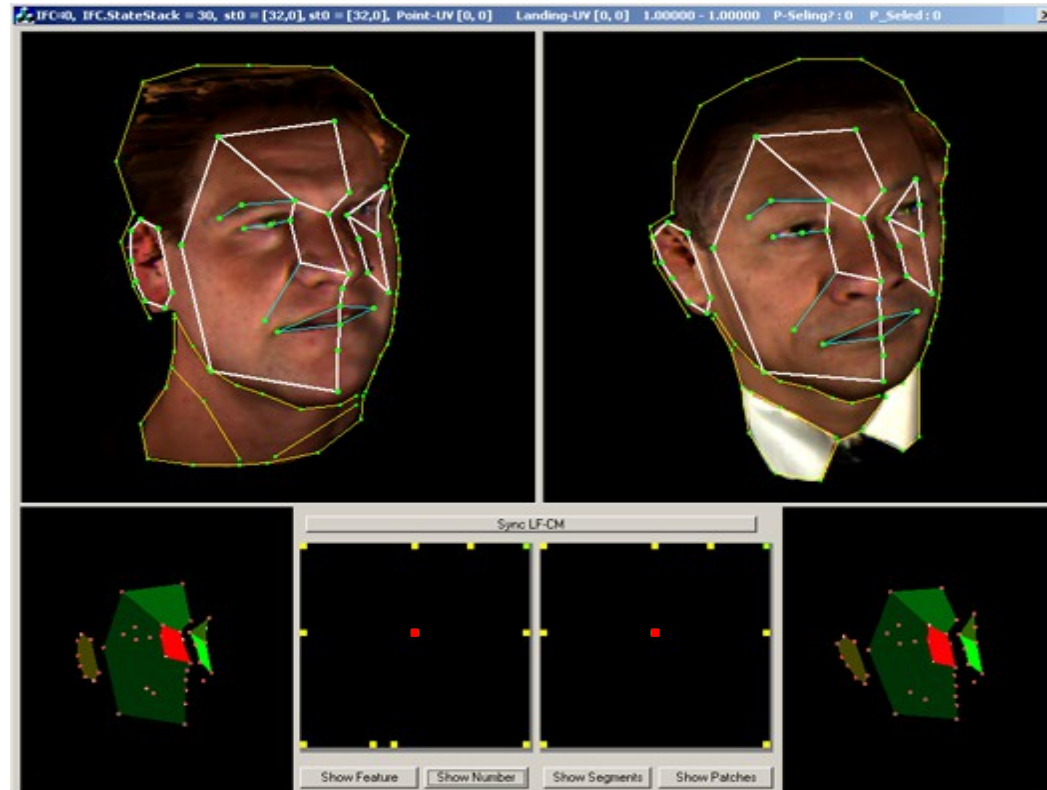 IFC=0, IFC.StateStack = 30, st0 = [32,0], st0 = [32,0], Point-UV [0, 0] Landing-UV [0, 0] 1.00000 - 1.00000 P-Seling? : 0 P_Seled : 0
Sync LF-CM
Show Feature Show Number Show Segments Show Patches